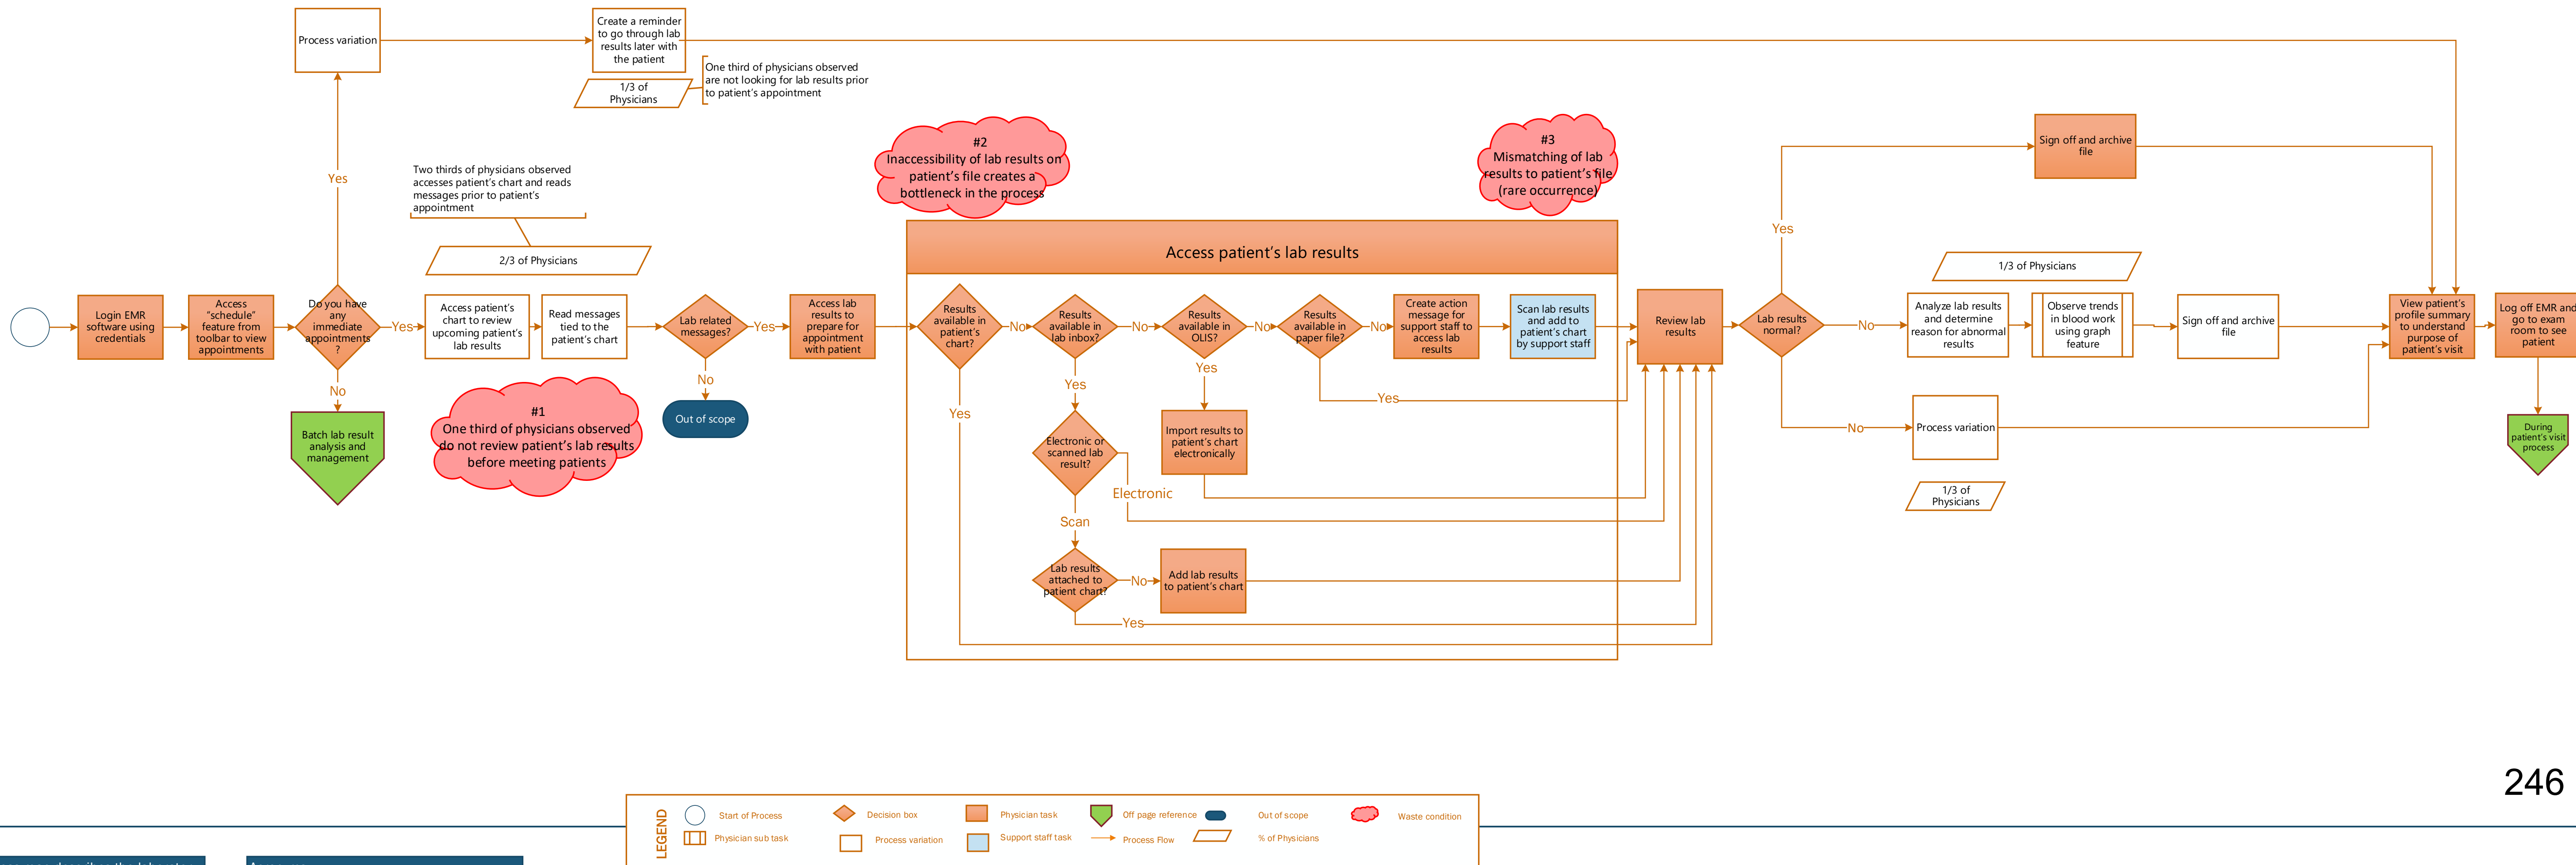 Process variation
Create a reminder
to go through lab
results later with
the patient
1/3 of
Physicians
One third of physicians observed
are not looking for lab results prior
to patient's appointment
Yes
Two thirds of physicians observed
accesses patient's chart and reads
messages prior to patient's
appointment
2/3 of Physicians
#2
Inaccessibility of lab results on
patient's file creates a
bottleneck in the process
#3
Mismatching of lab
results to patient's file
(rare occurrence)
Login EMR
software using
credentials
Access
"schedule"
feature from
toolbar to view
appointments
Do you have
any
immediate
appointments
?
Yes
Access patient's
chart to review
upcoming patient's
lab results
Read messages
tied to the
patient's chart
Lab related
messages?
Yes
Access lab
results to
prepare for
appointment
with patient
No
Batch lab result
analysis and
management
#1
One third of physicians observed
do not review patient's lab results
before meeting patients
No
Out of scope
Access patient's lab results
Results
available in
patient's
chart?
No
Results
available in
lab inbox?
No
Results
available in
OLIS?
No
Results
available in
paper file?
No
Create action
message for
support staff to
access lab
results
Scan lab results
and add to
patient's chart
by support staff
Yes
Yes
Yes
Yes
Electronic or
scanned lab
result?
Import results to
patient's chart
electronically
Electronic
Scan
Lab results
attached to
patient chart?
No
Add lab results
to patient's chart
Yes
Review lab
results
Lab results
normal?
Yes
Sign off and archive
file
1/3 of Physicians
No
Analyze lab results
and determine
reason for abnormal
results
Observe trends
in blood work
using graph
feature
Sign off and archive
file
No
Process variation
1/3 of
Physicians
View patient's
profile summary
to understand
purpose of
patient's visit
Log off EMR and
go to exam
room to see
patient
During
patient's visit
process
246
LEGEND
Start of Process
Decision box
Physician task
Off page reference
Out of scope
Waste condition
Physician sub task
Process variation
Support staff task
Process Flow
% of Physicians